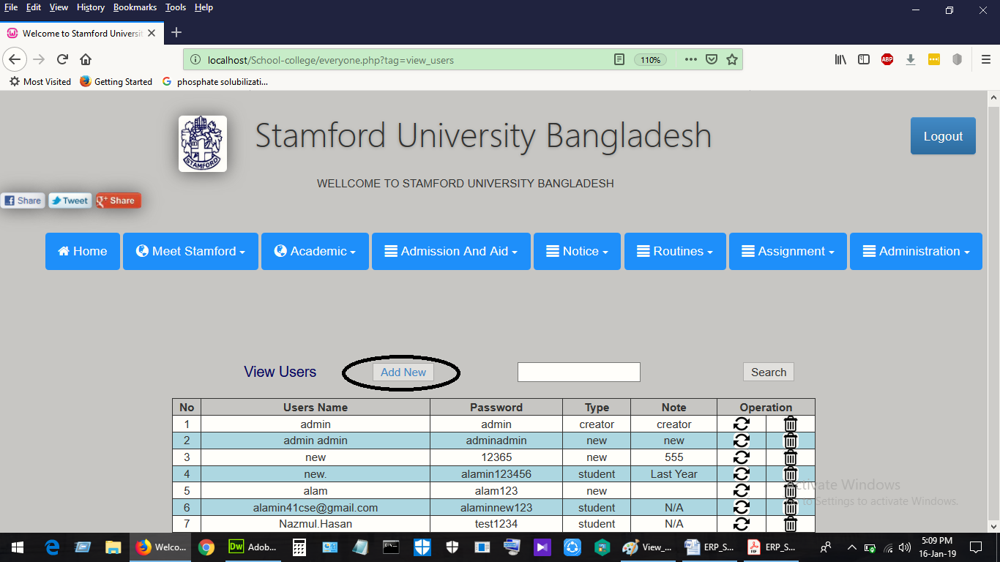 File Edit View History Bookmarks Tools Help
Welcome to Stamford Universit
localhost/School-college/everyone.php?tag=view_users 110%
ABP
Most Visited Getting Started phosphate solubilizati...
STAMFORD
Stamford University Bangladesh
Logout
WELLCOME TO STAMFORD UNIVERSITY BANGLADESH
Share Tweet Share
Home Meet Stamford Academic Admission And Aid Notice Routines Assignment Administration
View Users Add New Search
No Users Name Password Type Note Operation
1 admin admin creator creator
2 admin admin adminadmin new new
3 new 12365 new 555
4 new. alamin123456 student Last Year
5 alam alam123 new
6 alamin41cse@gmail.com alaminnew123 student N/A
7 Nazmul.Hasan test1234 student N/A
Activate Windows
Go to Settings to activate Windows.
Welco... Dw Adob... View_... ERP_S... ERP_S...
5:09 PM
16-Jan-19